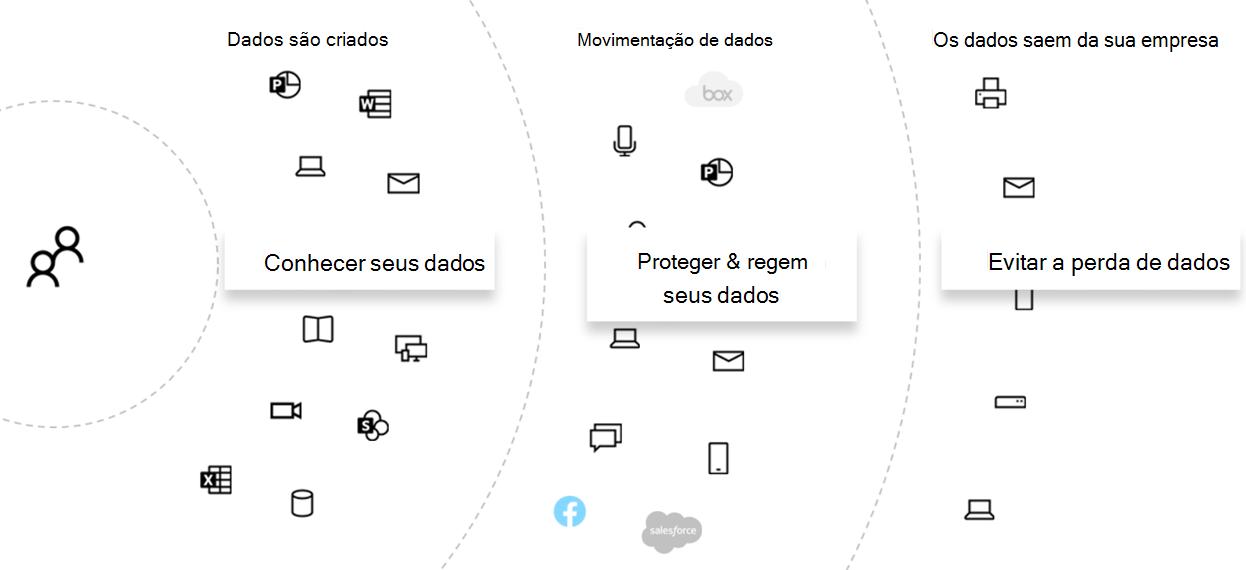 Dados são criados
Movimentação de dados
Os dados saem da sua empresa
P
W
box
P
Conhecer seus dados
Proteger & regem
seus dados
Evitar a perda de dados
S
X
f
salesforce